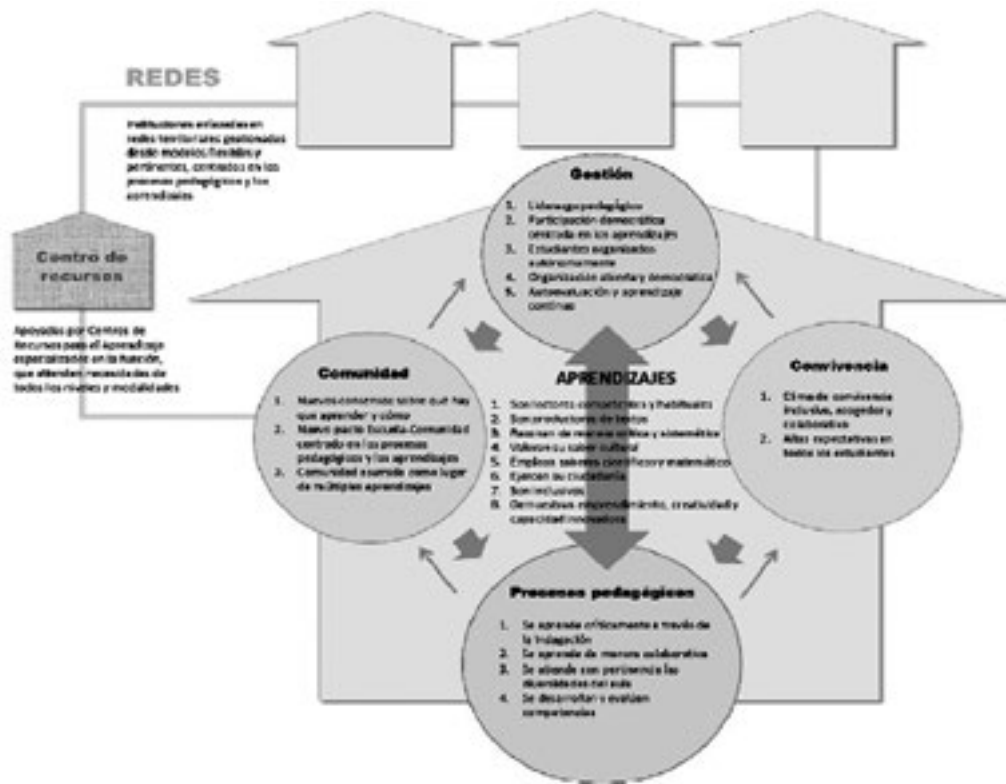 REDES
Instituciones enlazadas en
redes territoriales gestionadas
desde modelos flexibles y
pertinentes, centradas en los
procesos pedagógicos y los
aprendizajes
Centro de
recursos
Apoyadas por Centros de
Recursos para el Aprendizaje
especializados en la función,
que atienden necesidades de
todos los niveles y modalidades
Gestión
1. Liderazgo pedagógico
2. Participación democrática
centrada en los aprendizajes
3. Estudiantes organizados
autónomamente
4. Organización abierta y democrática
5. Autoevaluación y aprendizaje
continuo
Comunidad
1. Nuevos consensos sobre qué hay
que aprender y cómo
2. Nuevo pacto Escuela-Comunidad
centrado en los procesos
pedagógicos y los aprendizajes
3. Comunidad asumida como lugar
de múltiples aprendizajes
APRENDIZAJES
1. Son lectores competentes y habituales
2. Son productores de textos
3. Razonan de manera crítica y sistemática
4. Valoran su saber cultural
5. Emplean saberes científicos y matemáticos
6. Ejercen su ciudadanía
7. Son inclusivos
8. Demuestran emprendimiento, creatividad y
capacidad innovadora
Convivencia
1. Clima de convivencia
inclusivo, acogedor y
colaborativo
2. Altas expectativas en
todos los estudiantes
Procesos pedagógicos
1. Se aprende críticamente a través de
la indagación
2. Se aprende de manera colaborativa
3. Se atiende con pertinencia las
diversidades del aula
4. Se desarrollan y evalúan
competencias